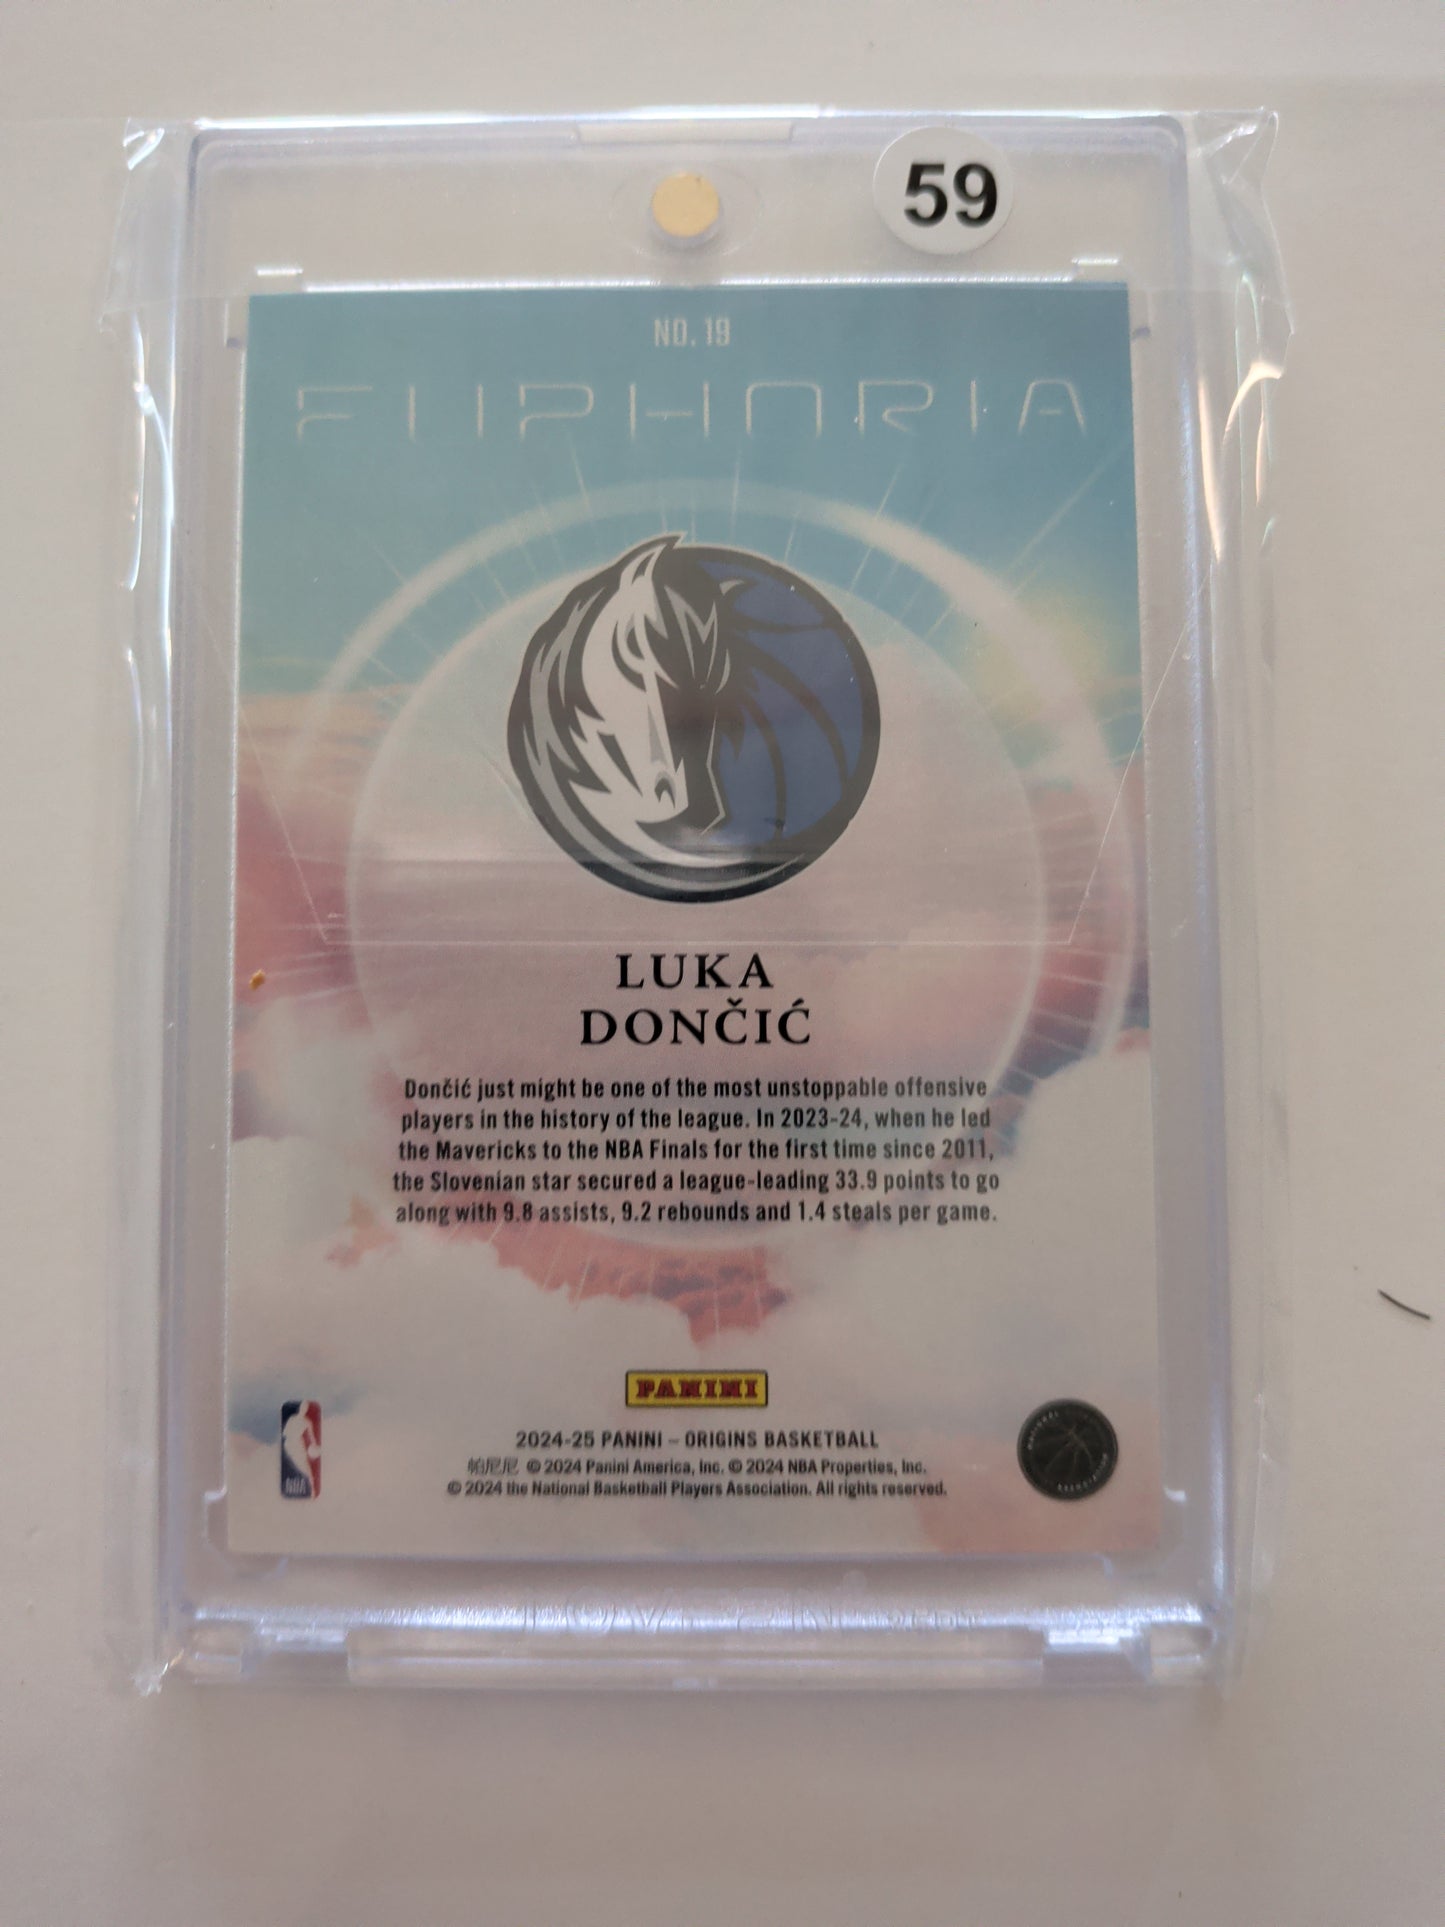 59
NO. 19
EUPHORIA
LUKA
DONČIĆ
Dončić just might be one of the most unstoppable offensive
players in the history of the league. In 2023-24, when he led
the Mavericks to the NBA Finals for the first time since 2011,
the Slovenian star secured a league-leading 33.9 points to go
along with 9.8 assists, 9.2 rebounds and 1.4 steals per game.
PANINI
NBA
2024-25 PANINI – ORIGINS BASKETBALL
帕尼尼 © 2024 Panini America, Inc. © 2024 NBA Properties, Inc.
© 2024 the National Basketball Players Association. All rights reserved.